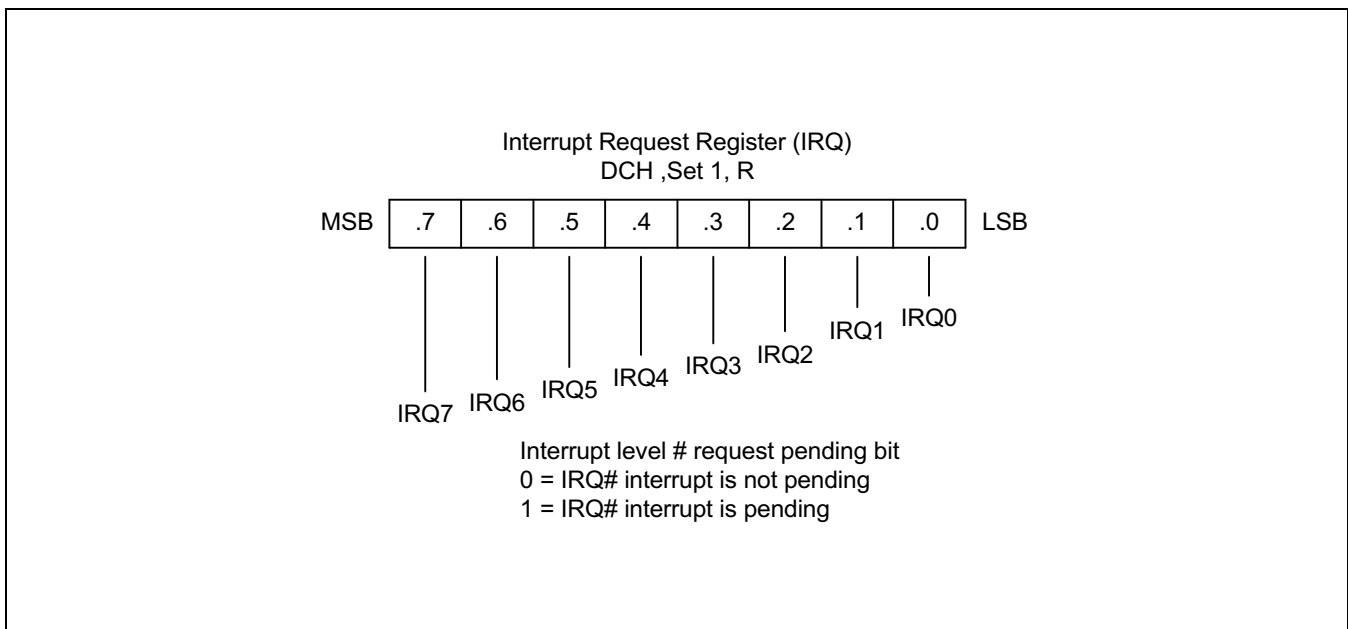 Interrupt Request Register (IRQ)
DCH ,Set 1, R
MSB .7 .6 .5 .4 .3 .2 .1 .0 LSB
IRQ7 IRQ6 IRQ5 IRQ4 IRQ3 IRQ2 IRQ1 IRQ0
Interrupt level # request pending bit
0 = IRQ# interrupt is not pending
1 = IRQ# interrupt is pending